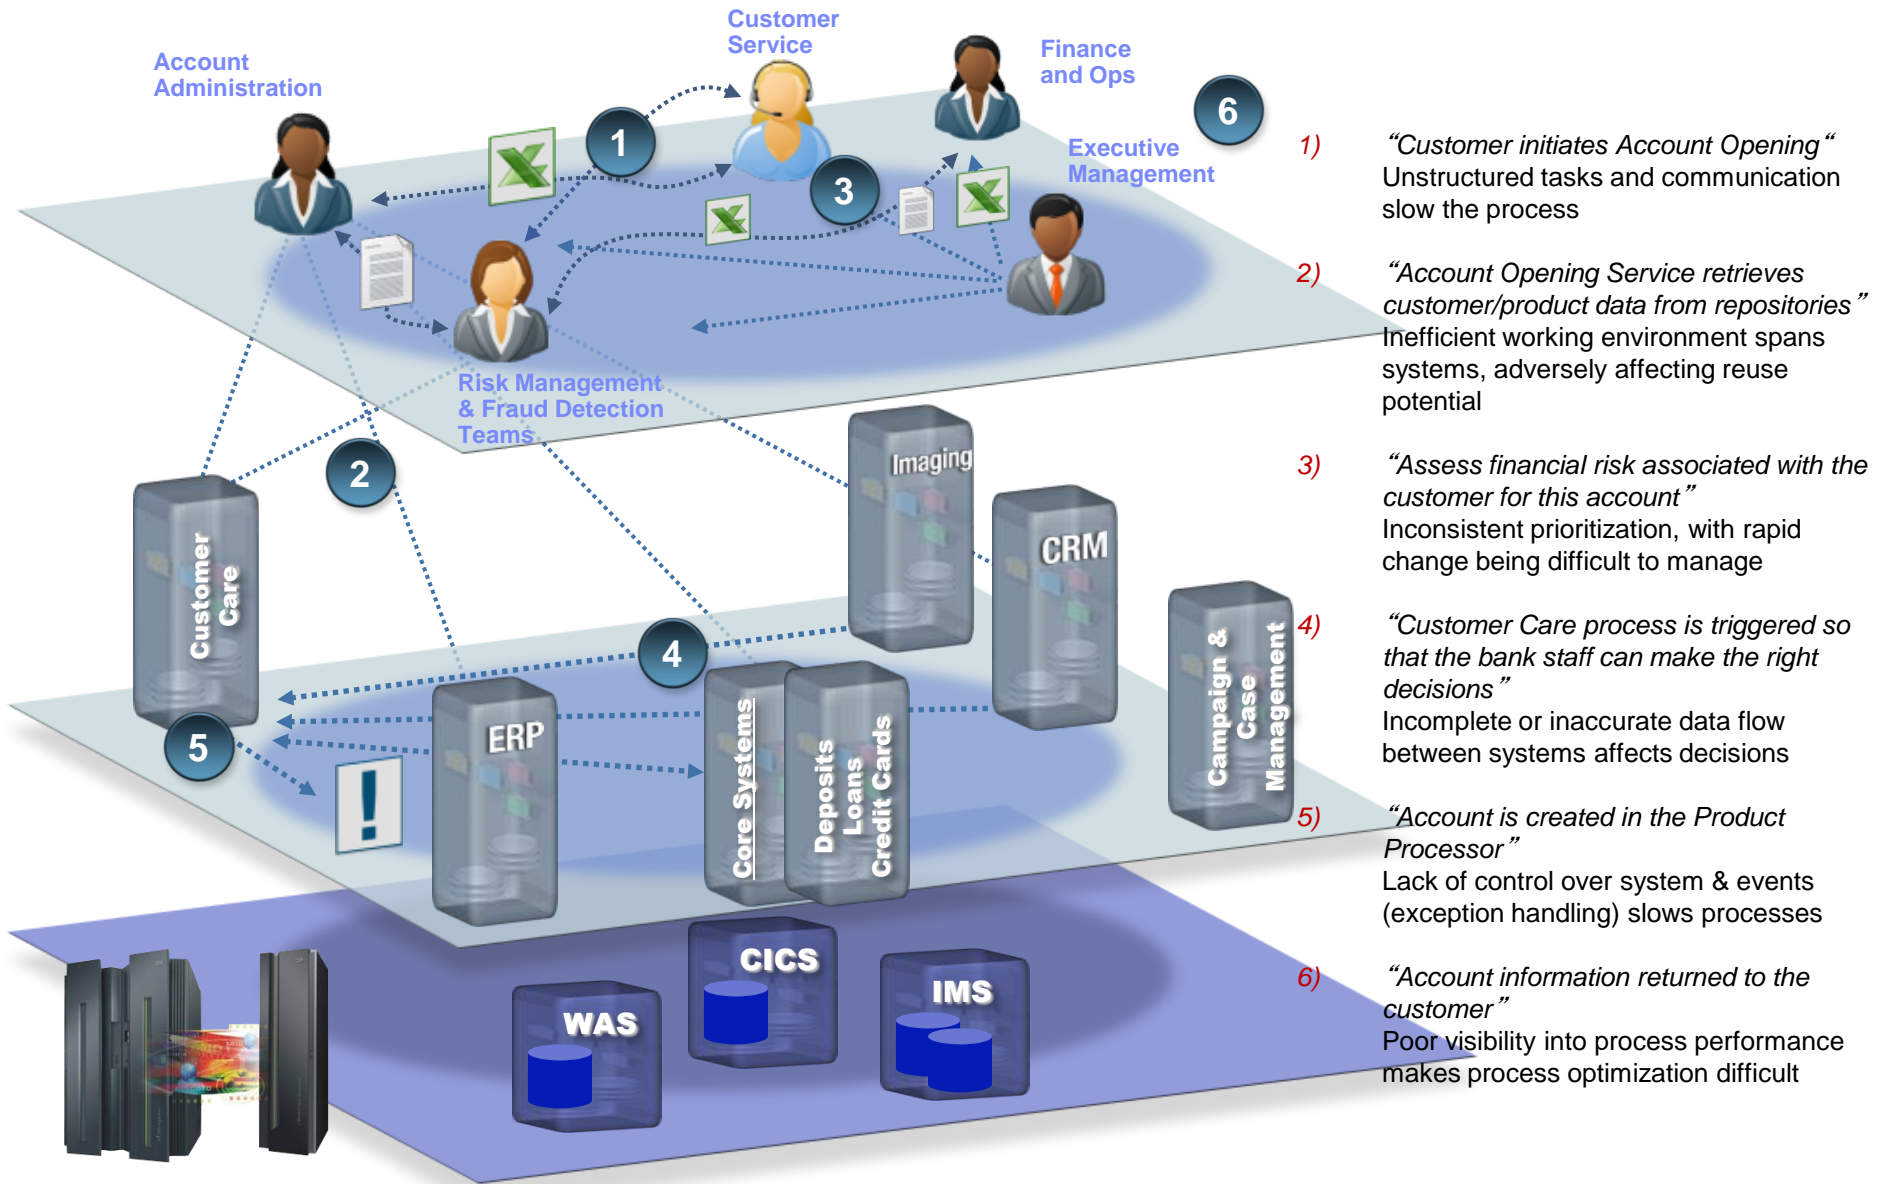 Customer
Service
Finance
and Ops
Account
Administration
6
1
Executive
Management
3
Risk Management
& Fraud Detection
Teams
2
Imaging
CRM
Customer
Care
4
Campaign &
Case
Management
5
ERP
!
Core Systems
Deposits
Loans
Credit Cards
CICS
IMS
WAS
1) “Customer initiates Account Opening“
Unstructured tasks and communication
slow the process
2) “Account Opening Service retrieves
customer/product data from repositories”
Inefficient working environment spans
systems, adversely affecting reuse
potential
3) “Assess financial risk associated with the
customer for this account”
Inconsistent prioritization, with rapid
change being difficult to manage
4) “Customer Care process is triggered so
that the bank staff can make the right
decisions”
Incomplete or inaccurate data flow
between systems affects decisions
5) “Account is created in the Product
Processor”
Lack of control over system & events
(exception handling) slows processes
6) “Account information returned to the
customer”
Poor visibility into process performance
makes process optimization difficult